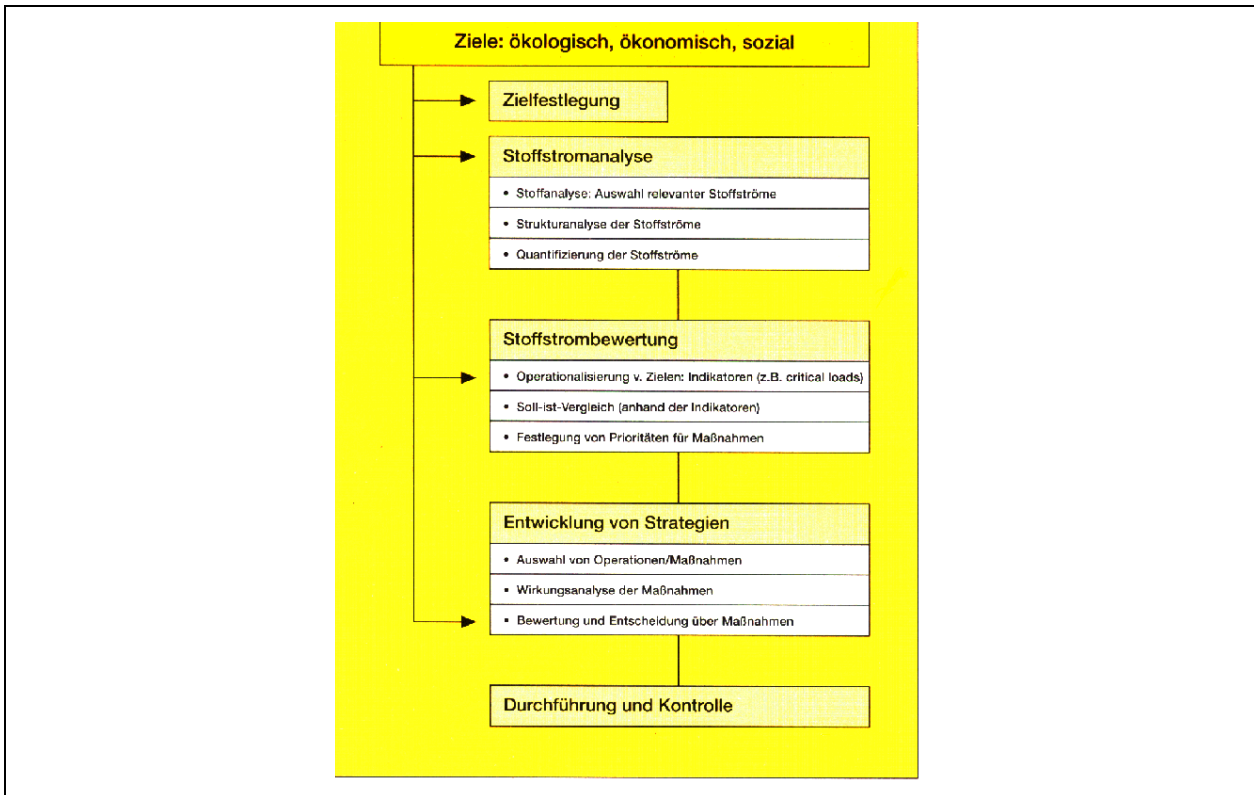 Ziele: ökologisch, ökonomisch, sozial
Zielfestlegung
Stoffstromanalyse
• Stoffanalyse: Auswahl relevanter Stoffströme
• Strukturanalyse der Stoffströme
• Quantifizierung der Stoffströme
Stoffstrombewertung
• Operationalisierung v. Zielen: Indikatoren (z.B. critical loads)
• Soll-ist-Vergleich (anhand der Indikatoren)
• Festlegung von Prioritäten für Maßnahmen
Entwicklung von Strategien
• Auswahl von Operationen/Maßnahmen
• Wirkungsanalyse der Maßnahmen
• Bewertung und Entscheidung über Maßnahmen
Durchführung und Kontrolle